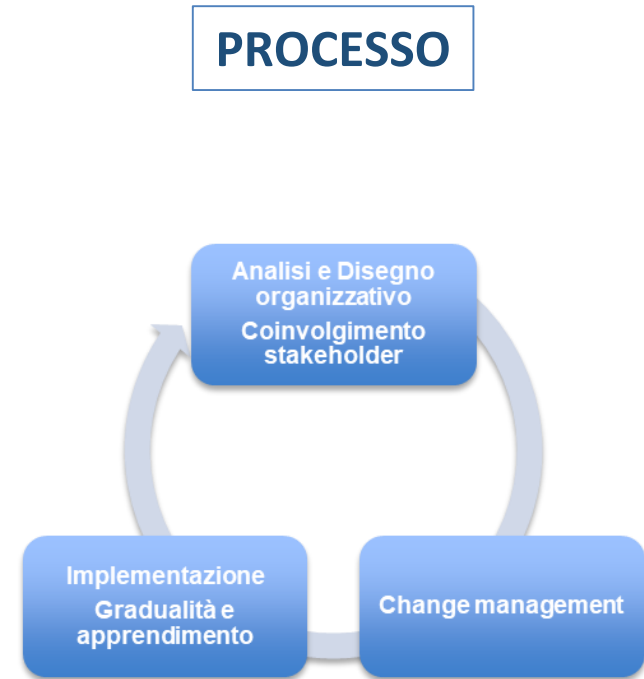 PROCESSO
Analisi e Disegno
organizzativo
Coinvolgimento
stakeholder
Implementazione
Gradualità e
apprendimento
Change management